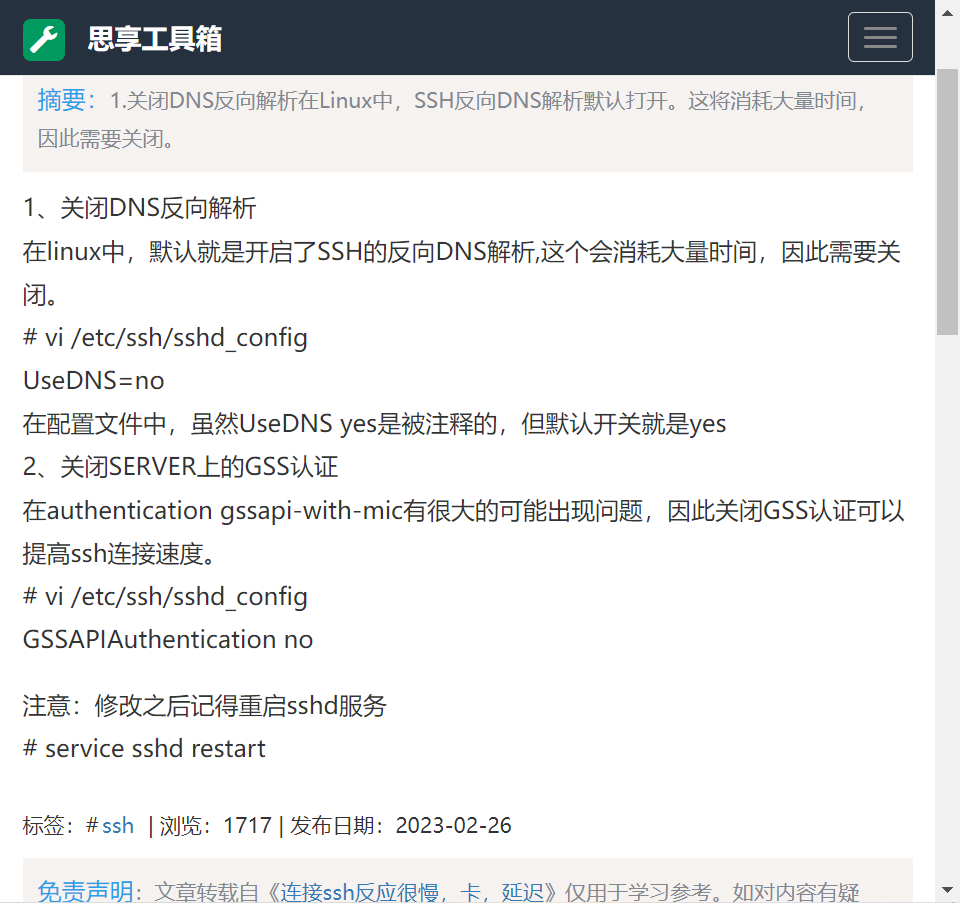 思享工具箱
摘要：1.关闭DNS反向解析在Linux中，SSH反向DNS解析默认打开。这将消耗大量时间，
因此需要关闭。
1、关闭DNS反向解析
在linux中，默认就是开启了SSH的反向DNS解析,这个会消耗大量时间，因此需要关
闭。
# vi /etc/ssh/sshd_config
UseDNS=no
在配置文件中，虽然UseDNS yes是被注释的，但默认开关就是yes
2、关闭SERVER上的GSS认证
在authentication gssapi-with-mic有很大的可能出现问题，因此关闭GSS认证可以
提高ssh连接速度。
# vi /etc/ssh/sshd_config
GSSAPIAuthentication no
注意：修改之后记得重启sshd服务
# service sshd restart
标签：#ssh | 浏览：1717 | 发布日期：2023-02-26
免责声明：文章转载自《连接ssh反应很慢，卡，延迟》仅用于学习参考。如对内容有疑